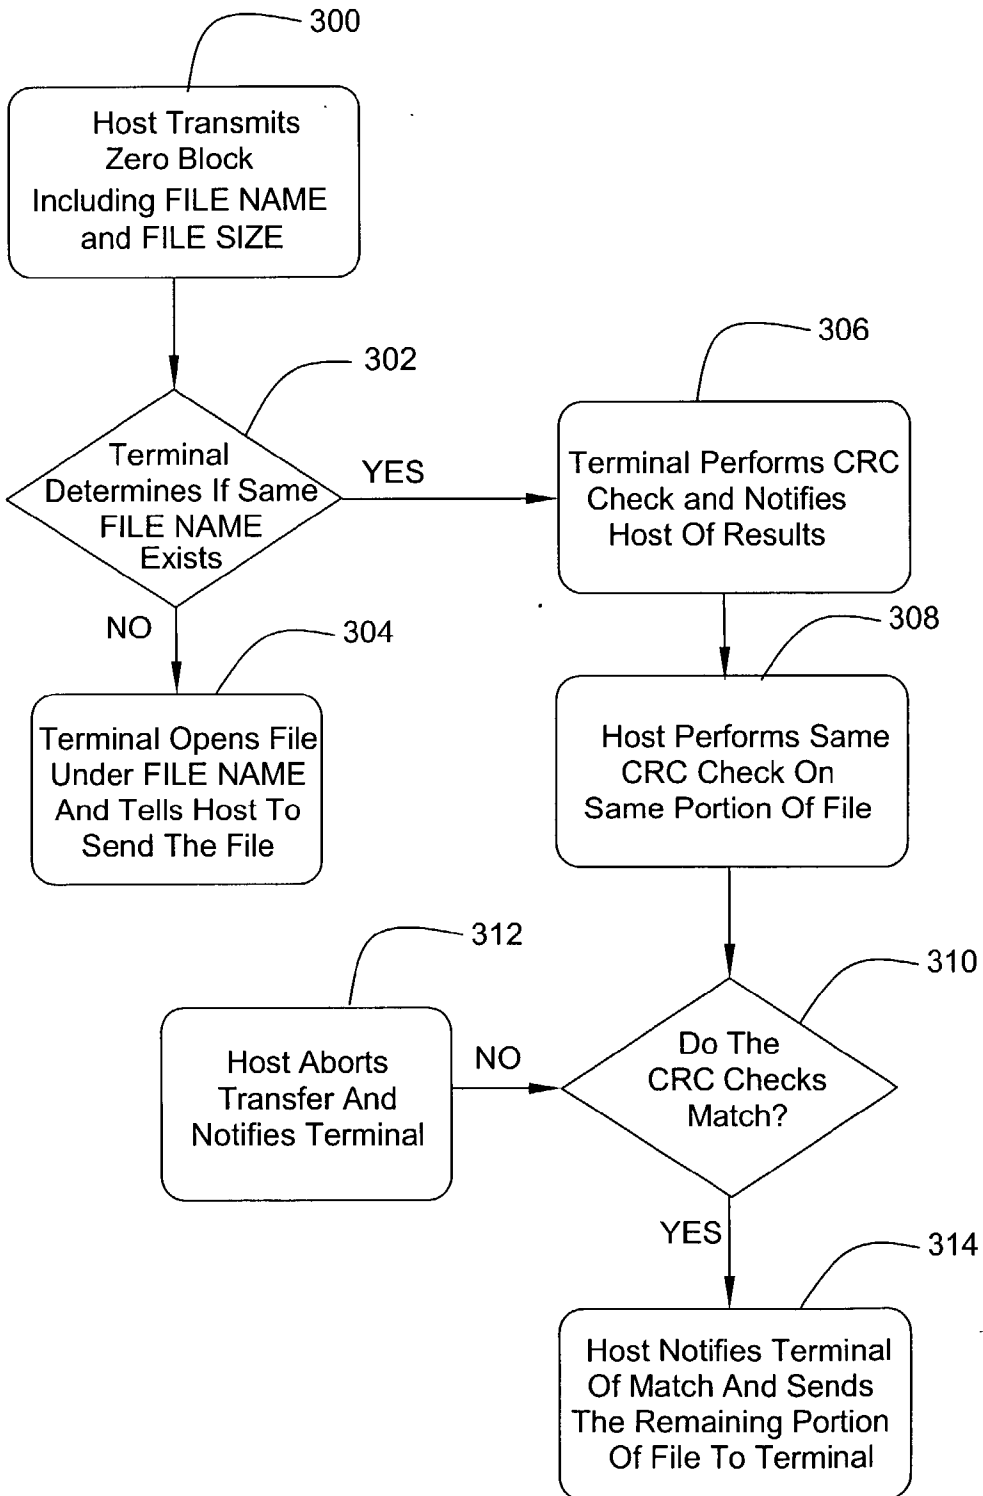 300
Host Transmits
Zero Block
Including FILE NAME
and FILE SIZE
302
Terminal
Determines If Same
FILE NAME
Exists
YES
NO
304
Terminal Opens File
Under FILE NAME
And Tells Host To
Send The File
306
Terminal Performs CRC
Check and Notifies
Host Of Results
308
Host Performs Same
CRC Check On
Same Portion Of File
310
Do The
CRC Checks
Match?
NO
312
Host Aborts
Transfer And
Notifies Terminal
YES
314
Host Notifies Terminal
Of Match And Sends
The Remaining Portion
Of File To Terminal